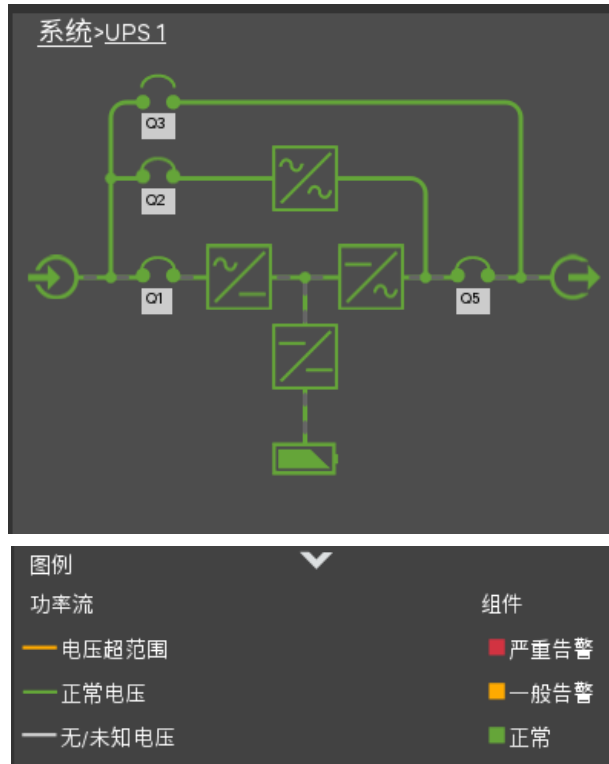 系统>UPS 1
Q3
Q2
Q1
Q5
图例
功率流 组件
电压超范围 严重告警
正常电压 一般告警
无/未知电压 正常